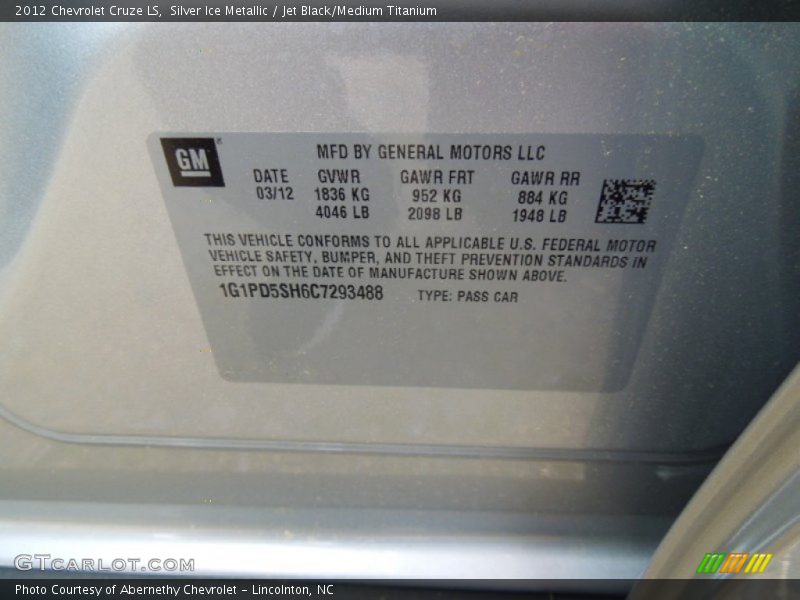 2012 Chevrolet Cruze LS, Silver Ice Metallic / Jet Black/Medium Titanium
GM
MFD BY GENERAL MOTORS LLC
DATE GVWR GAWR FRT GAWR RR
03/12 1836 KG 952 KG 884 KG
4046 LB 2098 LB 1948 LB
THIS VEHICLE CONFORMS TO ALL APPLICABLE U.S. FEDERAL MOTOR
VEHICLE SAFETY, BUMPER, AND THEFT PREVENTION STANDARDS IN
EFFECT ON THE DATE OF MANUFACTURE SHOWN ABOVE.
1G1PD5SH6C7293488 TYPE: PASS CAR
GTCARLOT.COM
Photo Courtesy of Abernethy Chevrolet – Lincolnton, NC